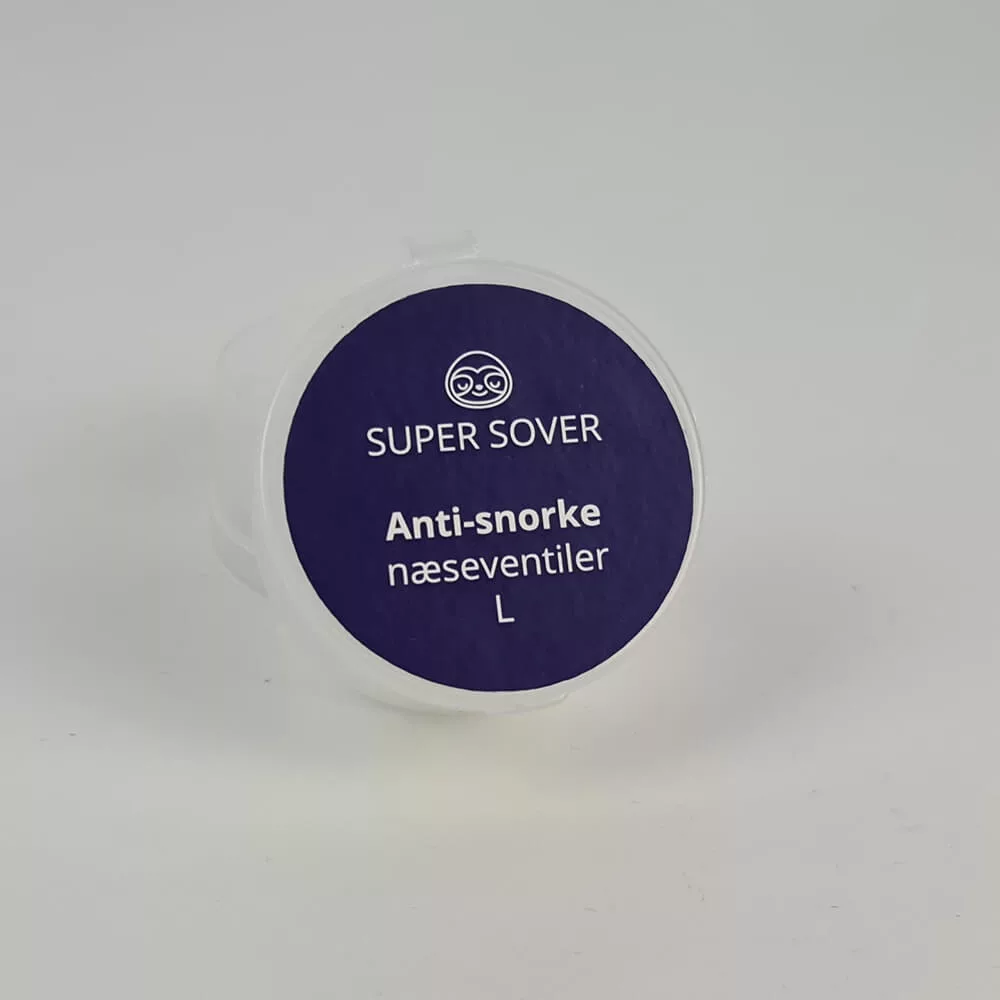 SUPER SOVER
Anti-snorke
næseventiler
L